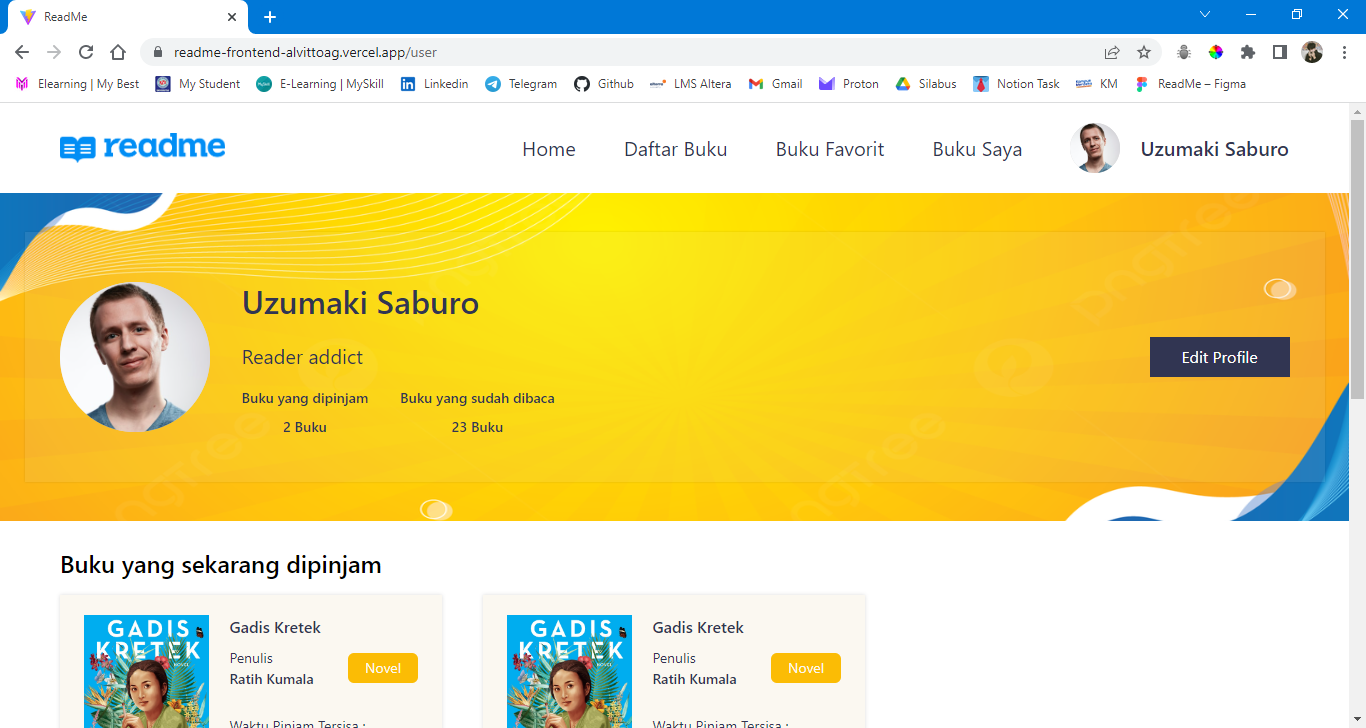 ReadMe
readme-frontend-alvittoag.vercel.app/user
Elearning | My Best
My Student
E-Learning | MySkill
Linkedin
Telegram
Github
LMS Altera
Gmail
Proton
Silabus
Notion Task
KM
ReadMe – Figma
readme
Home
Daftar Buku
Buku Favorit
Buku Saya
Uzumaki Saburo
Uzumaki Saburo
Reader addict
Edit Profile
Buku yang dipinjam
Buku yang sudah dibaca
2 Buku
23 Buku
pngtree
pngtree
pngtree
Buku yang sekarang dipinjam
GADIS
KRETEK
NOVEL
Gadis Kretek
Penulis
Ratih Kumala
Novel
Waktu Pinjam Tersisa :
GADIS
KRETEK
NOVEL
Gadis Kretek
Penulis
Ratih Kumala
Novel
Waktu Pinjam Tersisa :